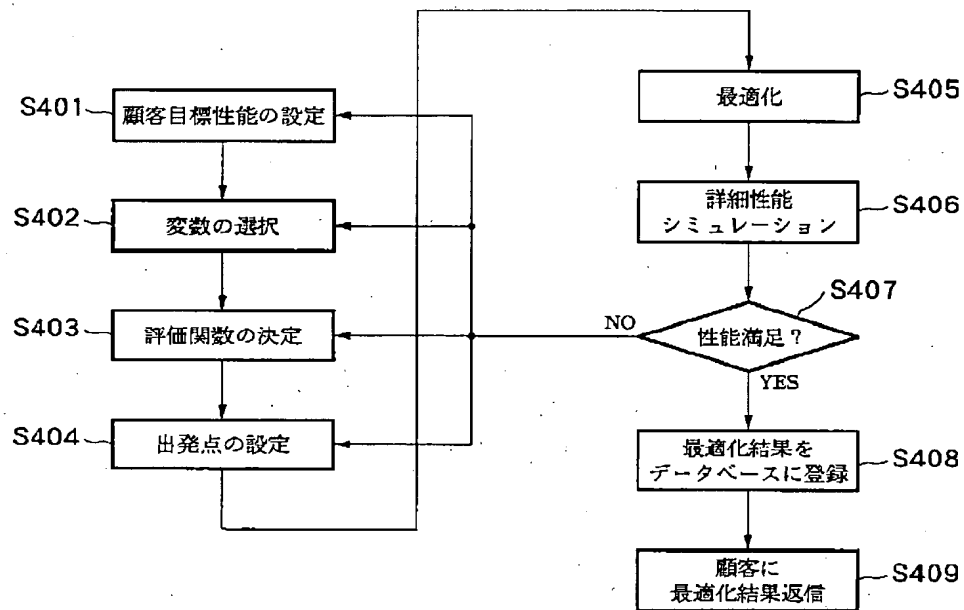 S401
顧客目標性能の設定
S402
変数の選択
S403
評価関数の決定
S404
出発点の設定
最適化
S405
詳細性能
シミュレーション
S406
S407
性能満足？
NO
YES
最適化結果を
データベースに登録
S408
顧客に
最適化結果返信
S409